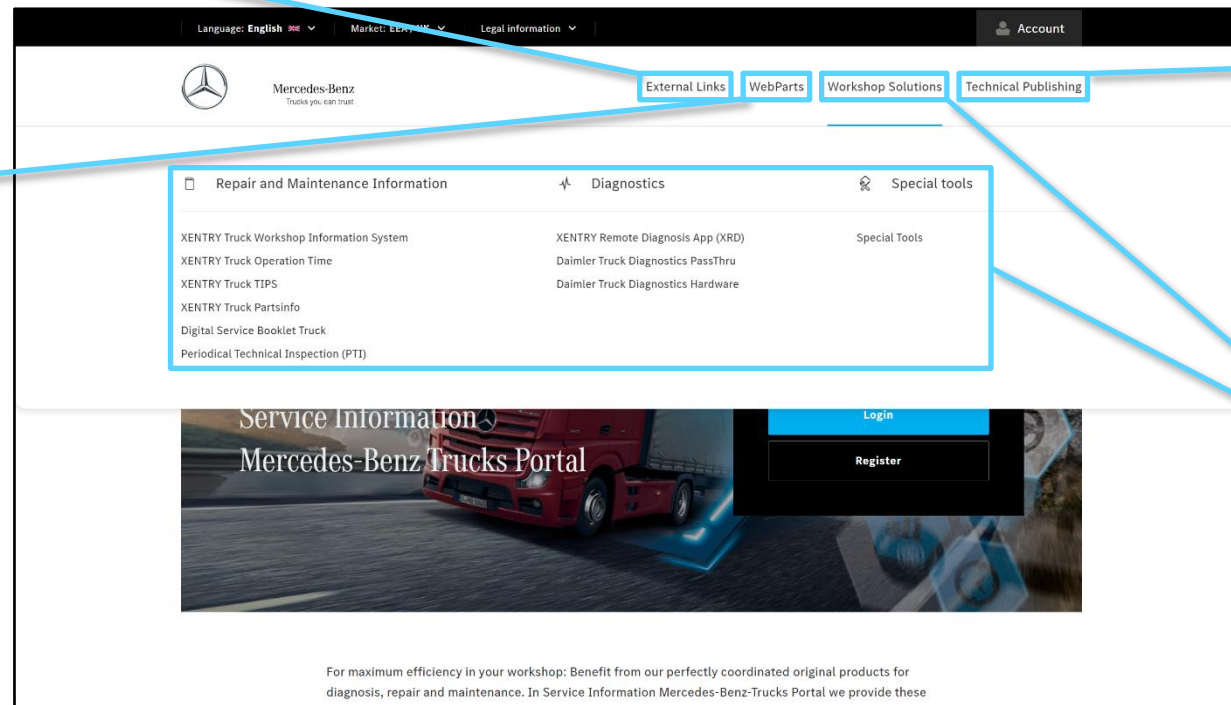 Language: English
Market: EEA / UK
Legal information
Account
Mercedes-Benz
Trucks you can trust
External Links
WebParts
Workshop Solutions
Technical Publishing
Repair and Maintenance Information
Diagnostics
Special tools
XENTRY Truck Workshop Information System
XENTRY Remote Diagnosis App (XRD)
Special Tools
XENTRY Truck Operation Time
Daimler Truck Diagnostics PassThru
XENTRY Truck TIPS
Daimler Truck Diagnostics Hardware
XENTRY Truck Partsinfo
Digital Service Booklet Truck
Periodical Technical Inspection (PTI)
Service Information
Mercedes-Benz Trucks Portal
Login
Register
For maximum efficiency in your workshop: Benefit from our perfectly coordinated original products for
diagnosis, repair and maintenance. In Service Information Mercedes-Benz-Trucks Portal we provide these